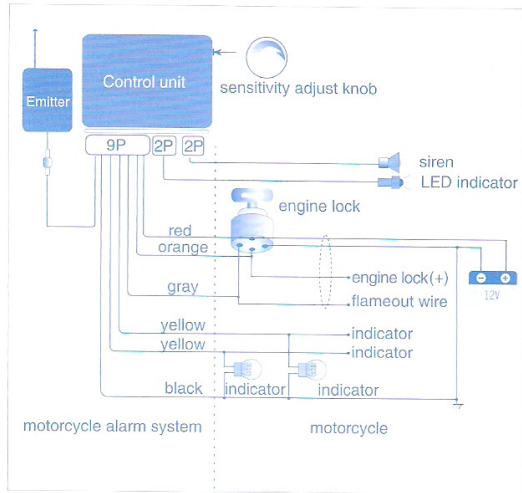 Control unit
Emitter
sensitivity adjust knob
9P
2P
2P
siren
LED indicator
engine lock
red
orange
engine lock(+)
12V
gray
flameout wire
yellow
indicator
yellow
indicator
black
indicator
indicator
motorcycle alarm system
motorcycle